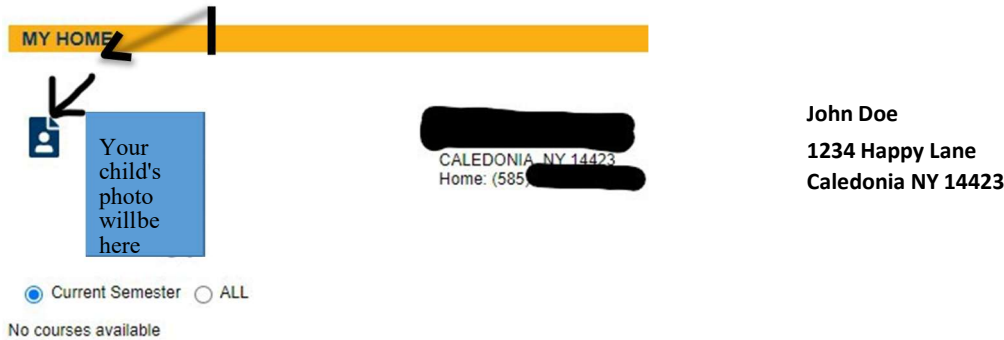 MY HOME
Your
child's
photo
willbe
here
CALEDONIA, NY 14423
Home: (585)
John Doe
1234 Happy Lane
Caledonia NY 14423
Current Semester ALL
No courses available